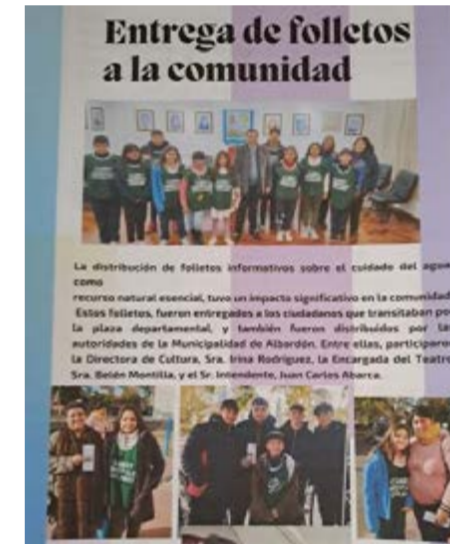 Entrega de folletos
a la comunidad
La distribución de folletos informativos sobre el cuidado del agua
como
recurso natural esencial, tuvo un impacto significativo en la comunidad
Estos folletos, fueron entregados a los ciudadanos que transitaban por
la plaza departamental, y también fueron distribuidos por las
autoridades de la Municipalidad de Albardón. Entre ellas, participaron
la Directora de Cultura, Sra. Irina Rodríguez, la Encargada del Teatro
Sra. Belén Montilla, y el Sr. Intendente, Juan Carlos Abarca.